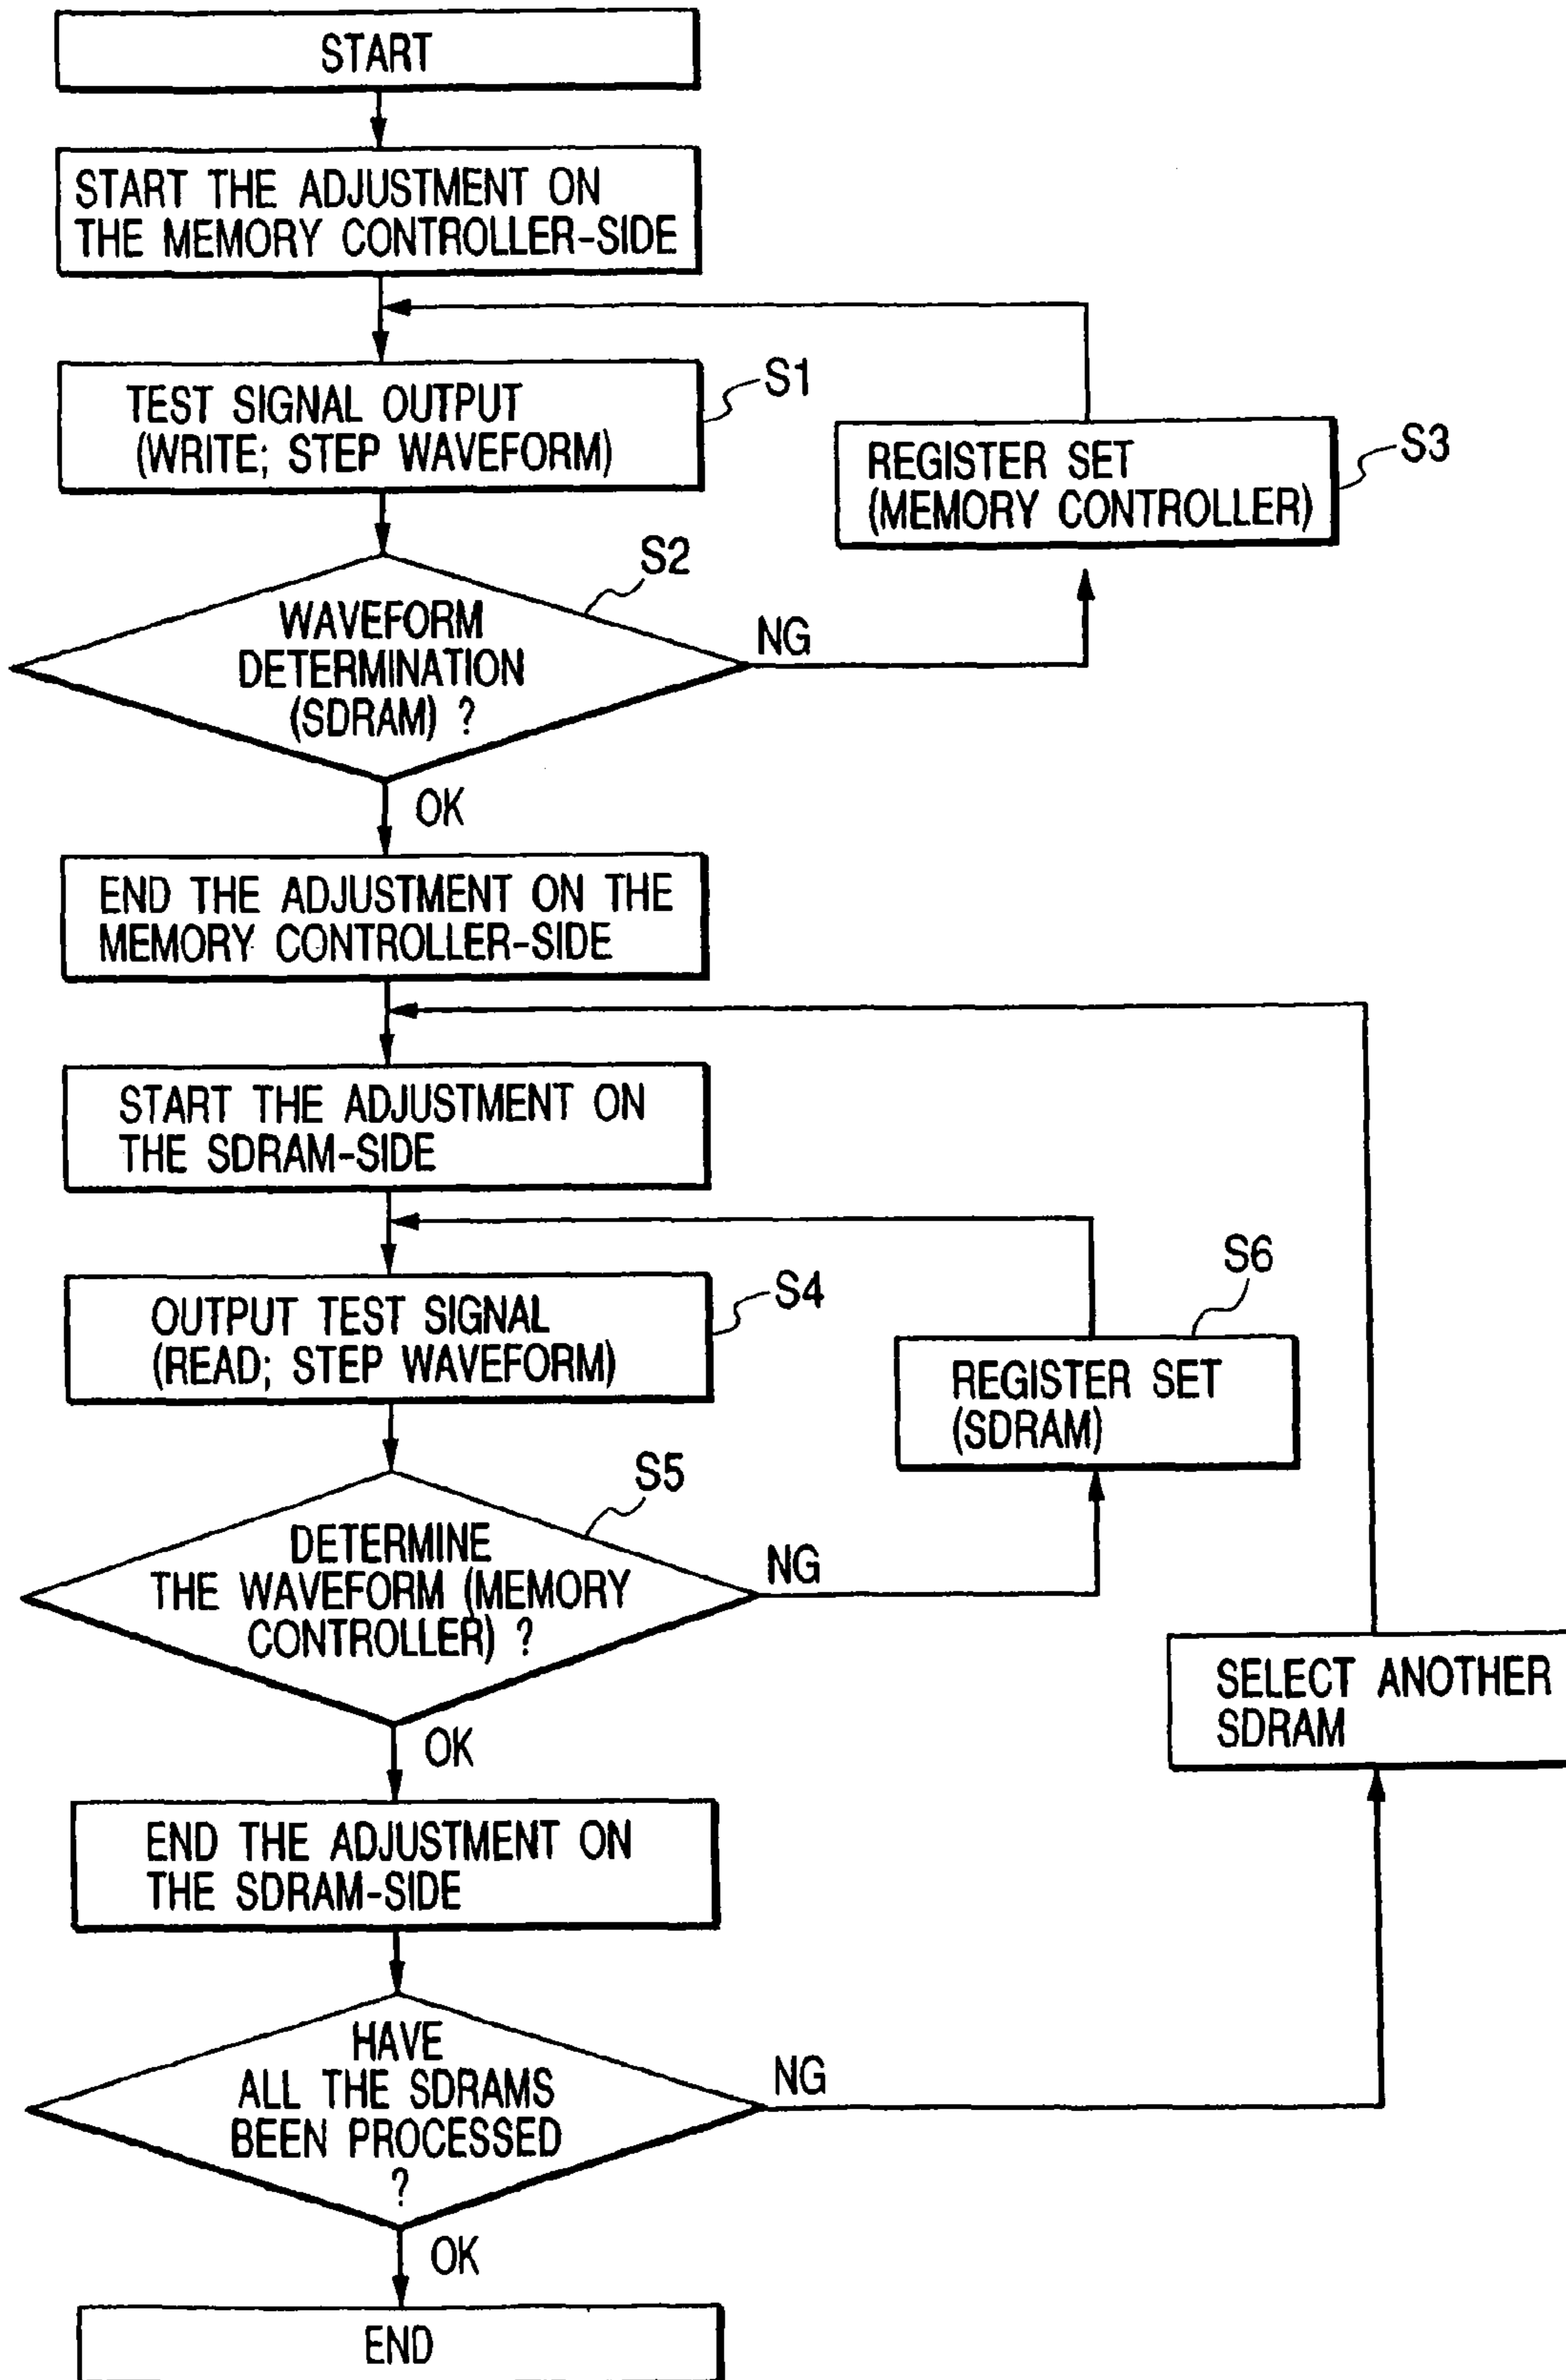 START
START THE ADJUSTMENT ON
THE MEMORY CONTROLLER-SIDE
TEST SIGNAL OUTPUT
(WRITE; STEP WAVEFORM)
S1
REGISTER SET
(MEMORY CONTROLLER)
S3
WAVEFORM
DETERMINATION
(SDRAM) ?
S2
NG
OK
END THE ADJUSTMENT ON THE
MEMORY CONTROLLER-SIDE
START THE ADJUSTMENT ON
THE SDRAM-SIDE
OUTPUT TEST SIGNAL
(READ; STEP WAVEFORM)
S4
S6
REGISTER SET
(SDRAM)
DETERMINE
THE WAVEFORM (MEMORY
CONTROLLER) ?
S5
NG
SELECT ANOTHER
SDRAM
OK
END THE ADJUSTMENT ON
THE SDRAM-SIDE
HAVE
ALL THE SDRAMS
BEEN PROCESSED
?
NG
OK
END